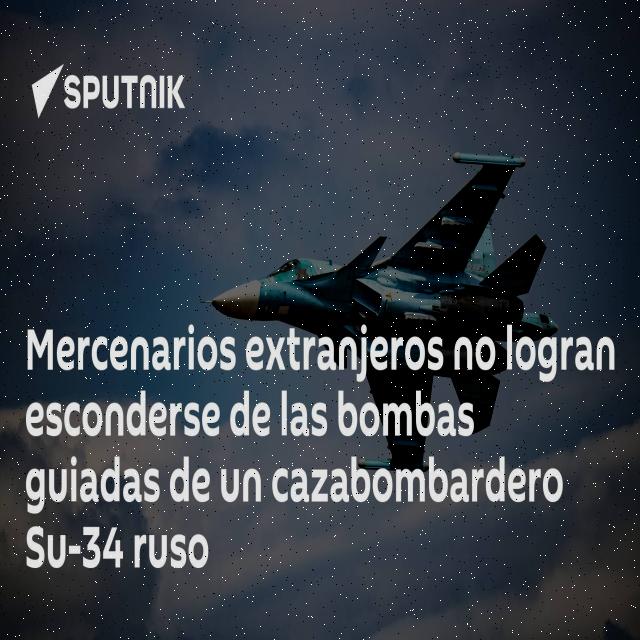 SPUTNIK
Mercenarios extranjeros no logran
esconderse de las bombas
guiadas de un cazabombardero
Su-34 ruso